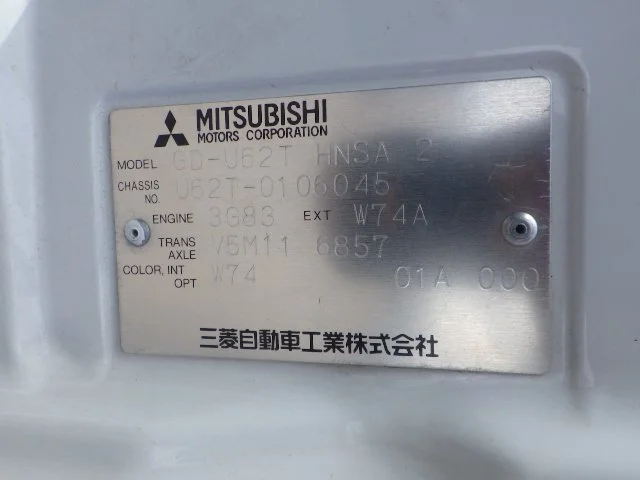 MITSUBISHI
MOTORS CORPORATION
MODEL GD-U62T HNSA 2
CHASSIS NO. U62T-0106045
ENGINE 3G83 EXT W74A
TRANS AXLE V5M11 6857
COLOR, INT OPT W74 01A 000
三菱自動車工業株式会社